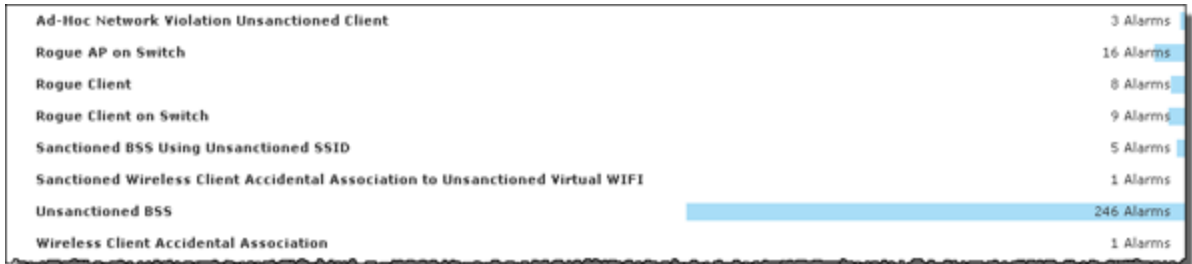 Ad-Hoc Network Violation Unsanctioned Client 3 Alarms
Rogue AP on Switch 16 Alarms
Rogue Client 8 Alarms
Rogue Client on Switch 9 Alarms
Sanctioned BSS Using Unsanctioned SSID 5 Alarms
Sanctioned Wireless Client Accidental Association to Unsanctioned Virtual WIFI 1 Alarms
Unsanctioned BSS 246 Alarms
Wireless Client Accidental Association 1 Alarms